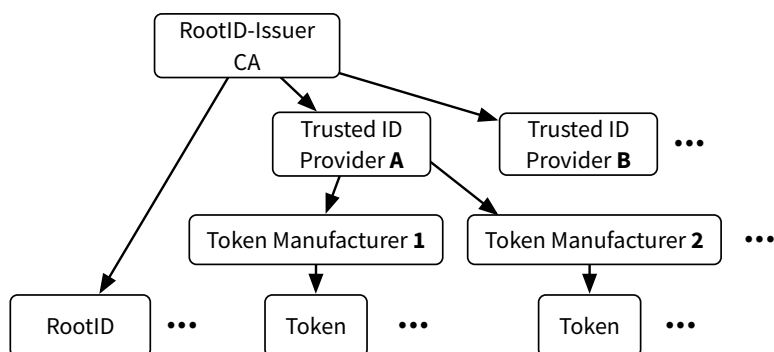 RootID-Issuer
CA
Trusted ID
Provider A
Trusted ID
Provider B
•••
Token Manufacturer 1
Token Manufacturer 2
•••
RootID
•••
Token
•••
Token
•••